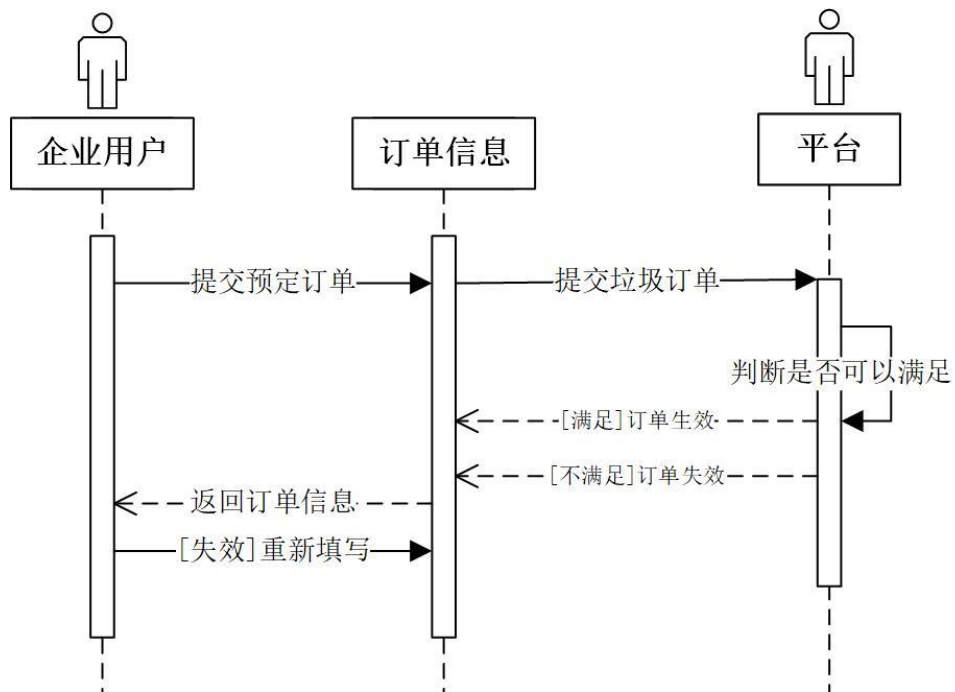 企业用户
订单信息
平台
提交预定订单
提交垃圾订单
判断是否可以满足
[满足]订单生效
[不满足]订单失效
返回订单信息
[失效]重新填写